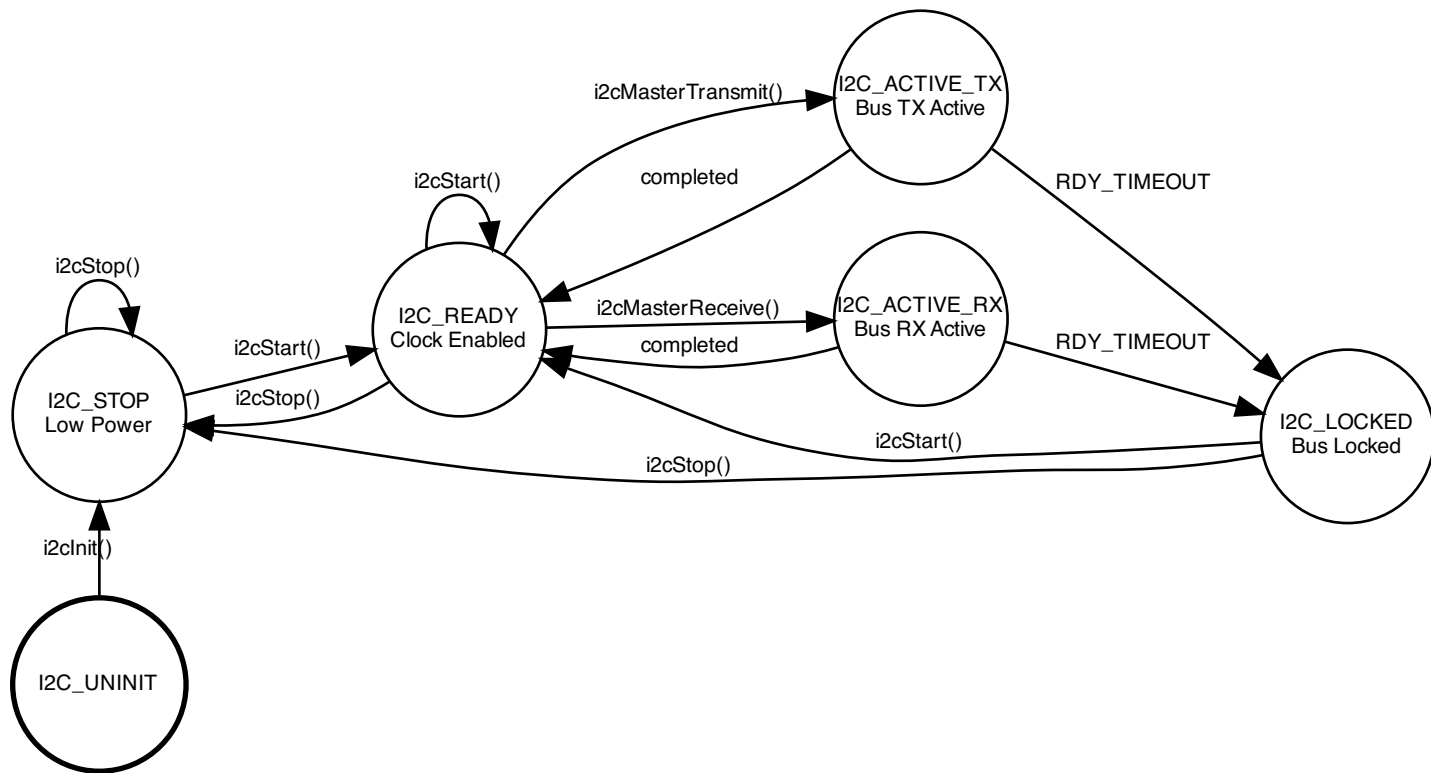 i2cMasterTransmit()
I2C_ACTIVE_TX
Bus TX Active
completed
RDY_TIMEOUT
i2cStart()
i2cStop()
I2C_READY
Clock Enabled
i2cMasterReceive()
completed
I2C_ACTIVE_RX
Bus RX Active
RDY_TIMEOUT
i2cStart()
i2cStop()
I2C_STOP
Low Power
i2cStart()
i2cStop()
I2C_LOCKED
Bus Locked
i2cInit()
I2C_UNINIT